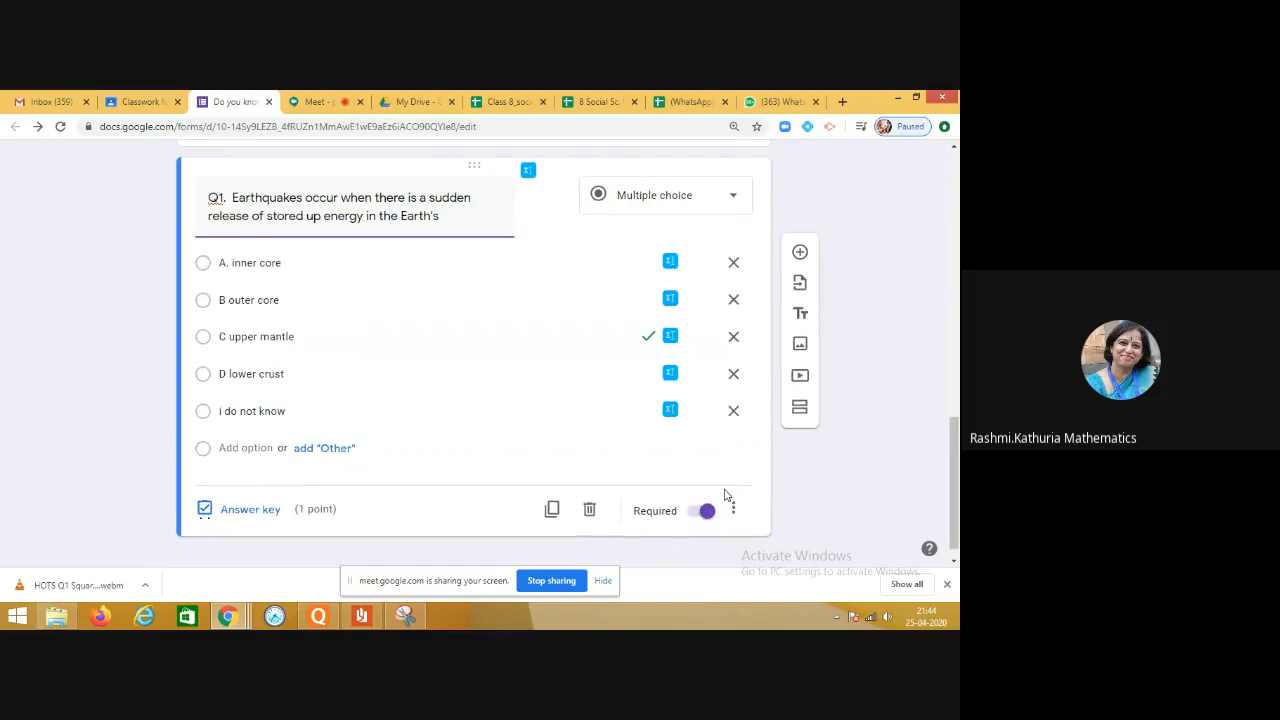 Inbox (359)
Classwork fo
Do you kno
Meet -
My Drive - G
Class 8_soci
8 Social Sc.
(WhatsApp
(363) Whats
docs.google.com/forms/d/10-14Sy9LEZB_4fRUZn1MmAwE1wE9aEz6iACO90QYIe8/edit
Paused
Q1. Earthquakes occur when there is a sudden
release of stored up energy in the Earth's
Multiple choice
A. inner core
B outer core
C upper mantle
D lower crust
i do not know
Add option or add "Other"
Answer key (1 point)
Required
Activate Windows
Go to PC settings to activate Windows.
HOTS Q1 Squar....webm
meet.google.com is sharing your screen.
Stop sharing
Hide
Show all
21:44
25-04-2020
Rashmi.Kathuria Mathematics